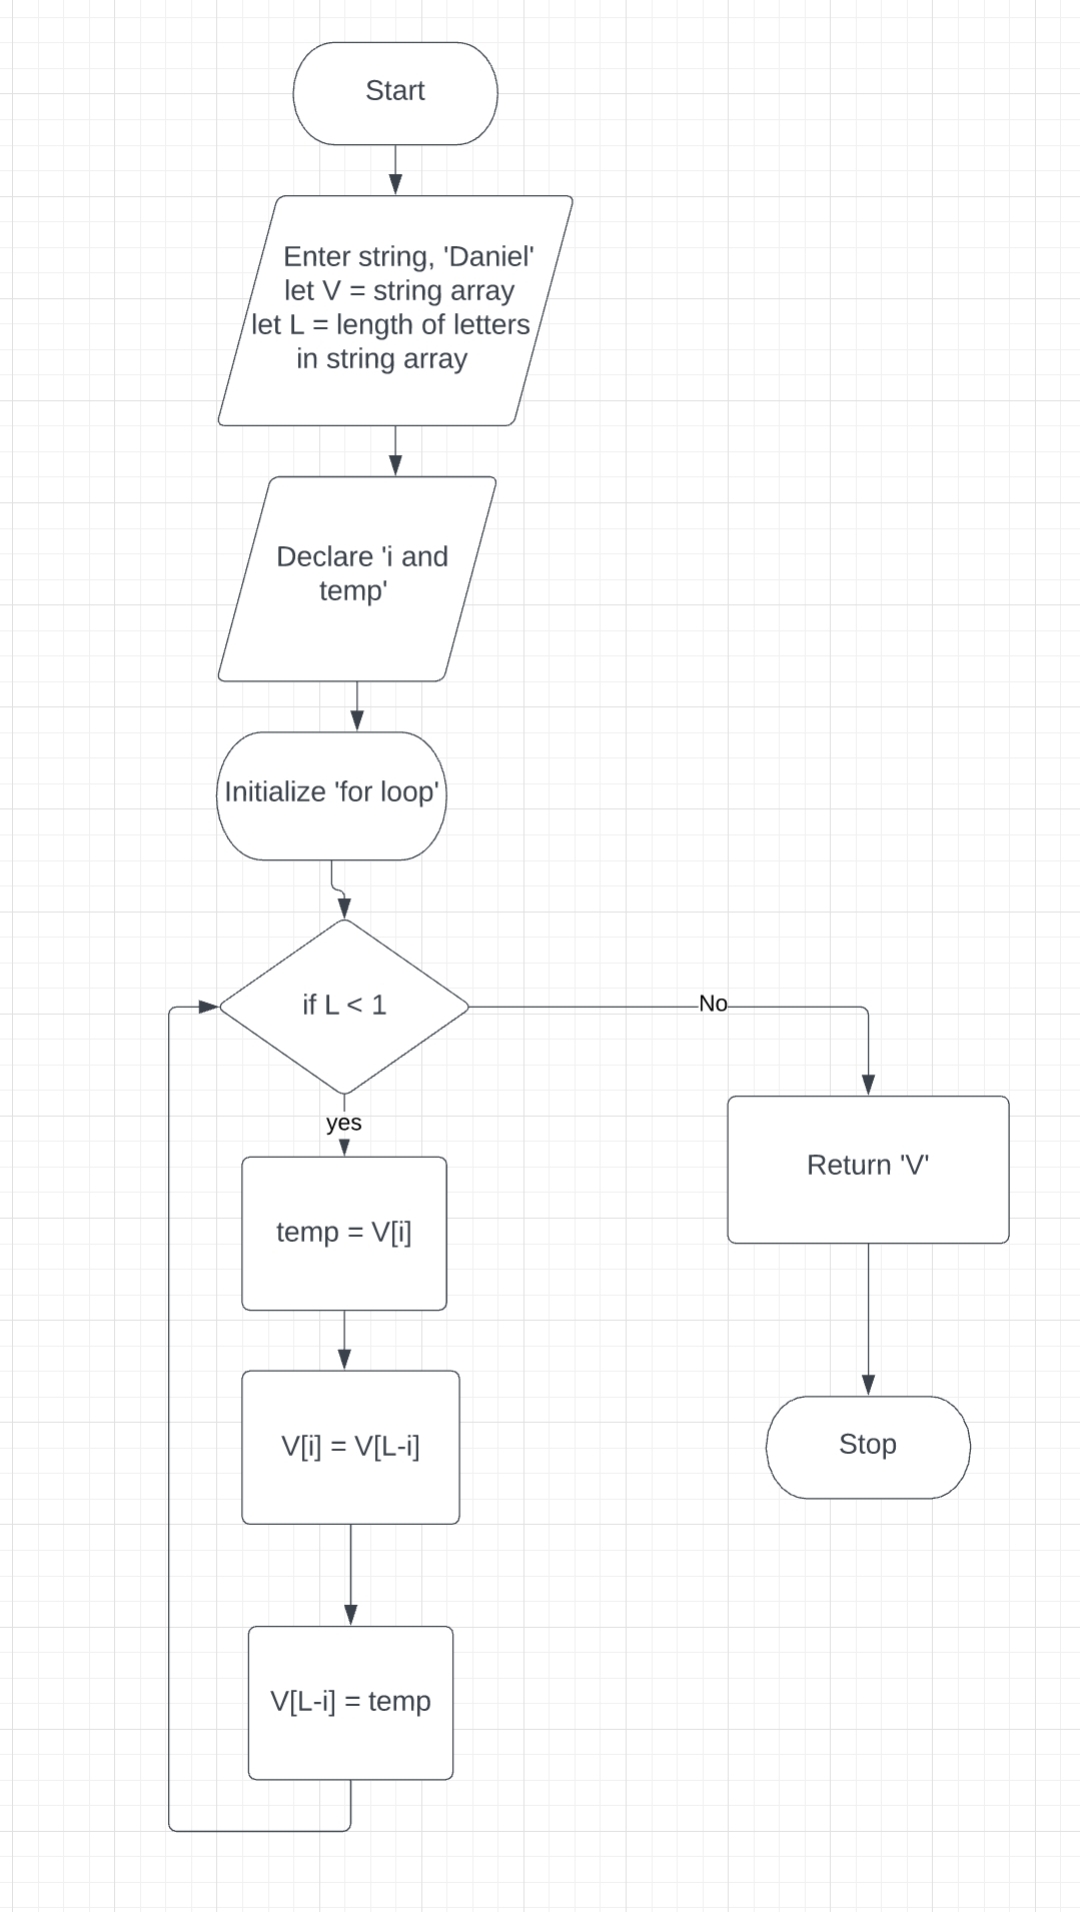 Start
Enter string, 'Daniel'
let V = string array
let L = length of letters
in string array
Declare 'i and
temp'
Initialize 'for loop'
if L < 1
No
yes
Return 'V'
temp = V[i]
V[i] = V[L-i]
Stop
V[L-i] = temp